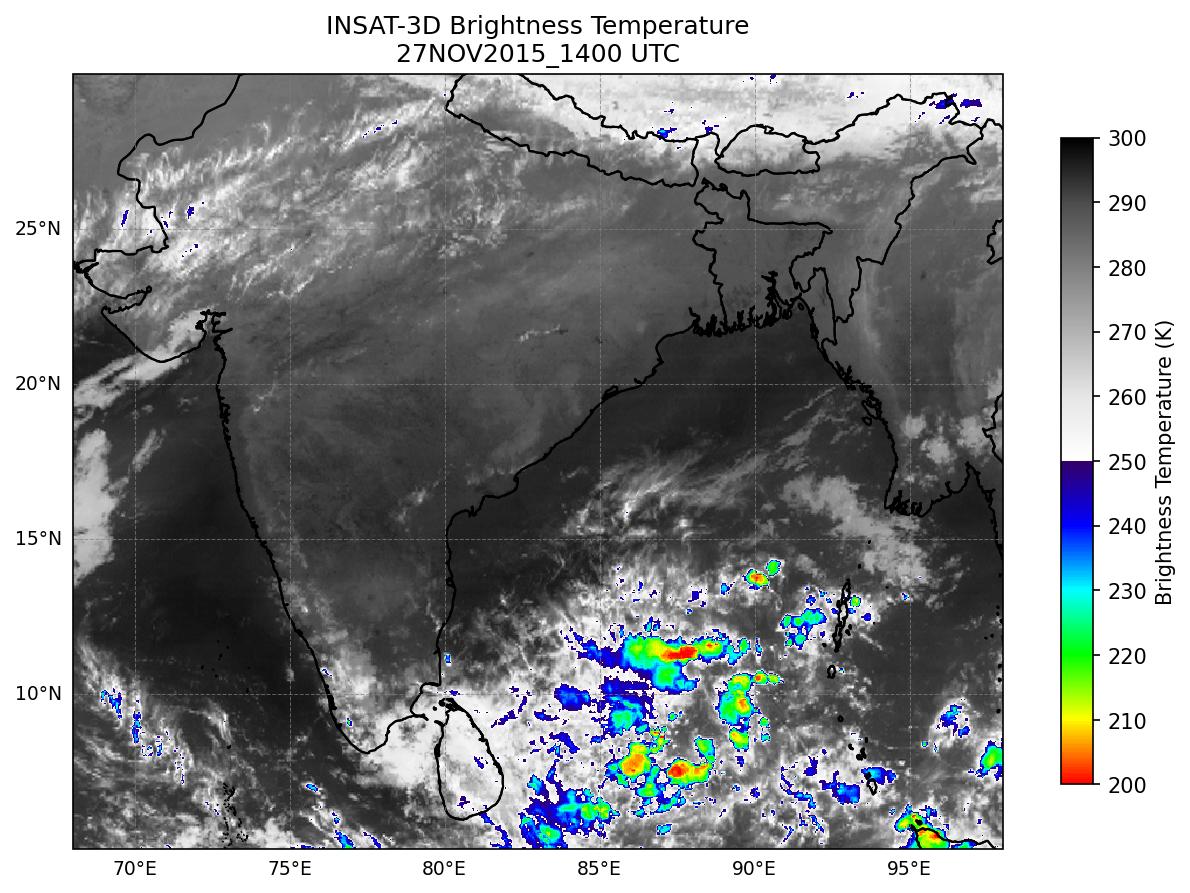 INSAT-3D Brightness Temperature
27NOV2015_1400 UTC
25°N
20°N
15°N
10°N
70°E
75°E
80°E
85°E
90°E
95°E
300
290
280
270
260
250
240
230
220
210
200
Brightness Temperature (K)